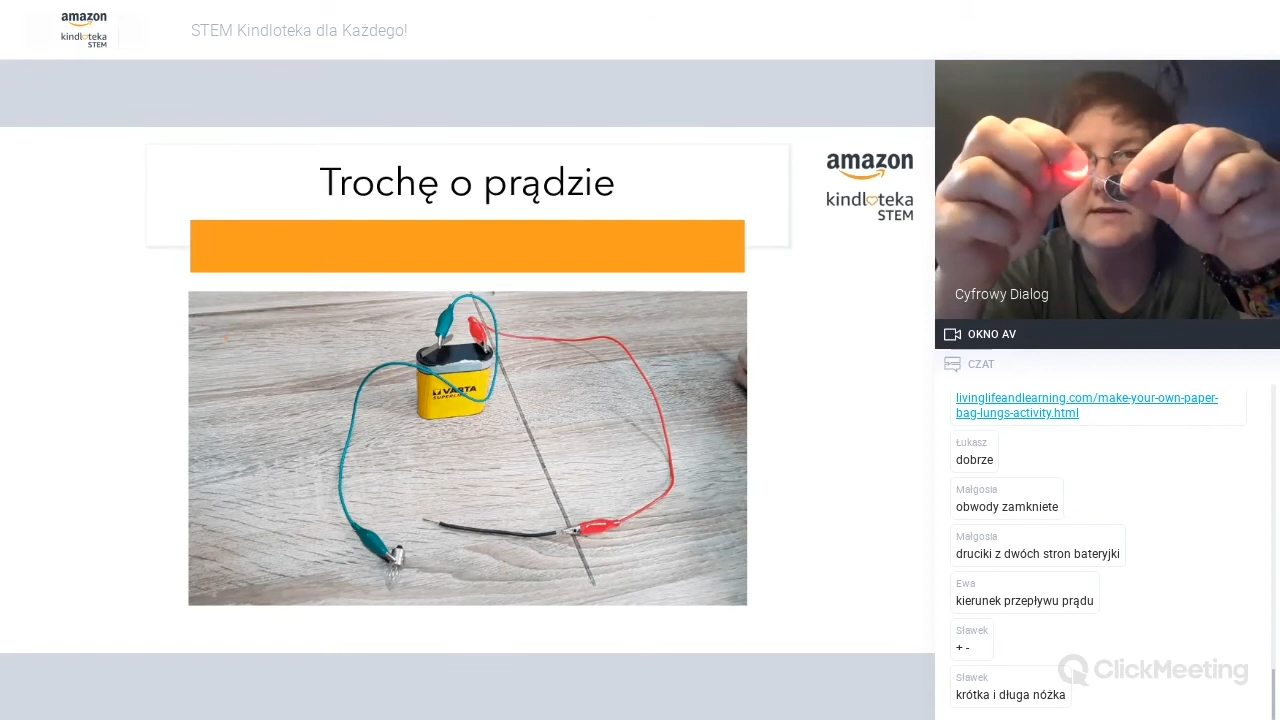 amazon
kindloteka
STEM
STEM Kindloteka dla Każdego!
Trochę o prądzie
amazon
kindloteka
STEM
VARTA
Cyfrowy Dialog
OKNO AV
CZAT
livinglifeandlearning.com/make-your-own-paper-
bag-lungs-activity.html
Łukasz
dobrze
Małgosia
obwody zamkniete
Małgosia
druciki z dwóch stron bateryjki
Ewa
kierunek przepływu prądu
Sławek
+ -
Sławek
krótka i długa nóżka
ClickMeeting